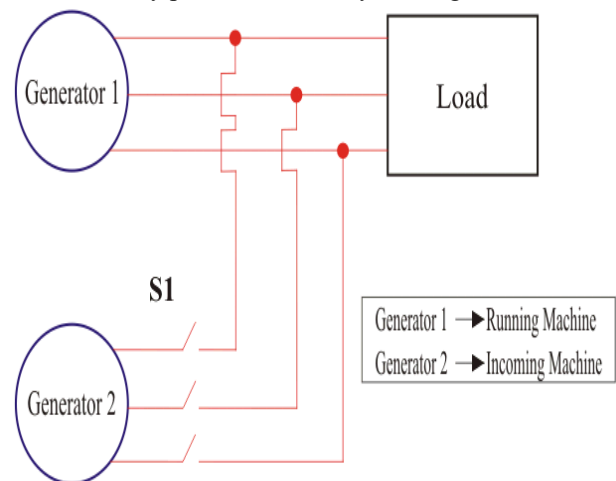 Generator 1
Load
S1
Generator 1 → Running Machine
Generator 2 → Incoming Machine
Generator 2